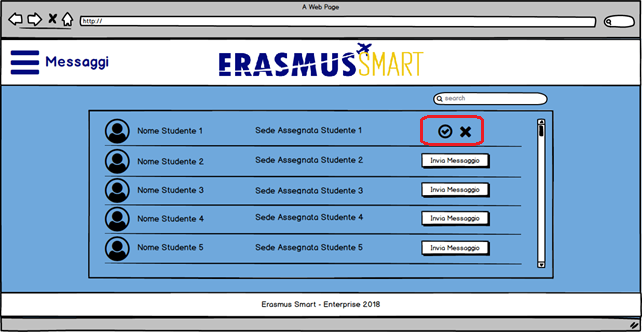 A Web Page
http://
Messaggi
ERASMUS SMART
search
Nome Studente 1 Sede Assegnata Studente 1
Nome Studente 2 Sede Assegnata Studente 2 Invia Messaggio
Nome Studente 3 Sede Assegnata Studente 3 Invia Messaggio
Nome Studente 4 Sede Assegnata Studente 4 Invia Messaggio
Nome Studente 5 Sede Assegnata Studente 5 Invia Messaggio
Erasmus Smart - Enterprise 2018